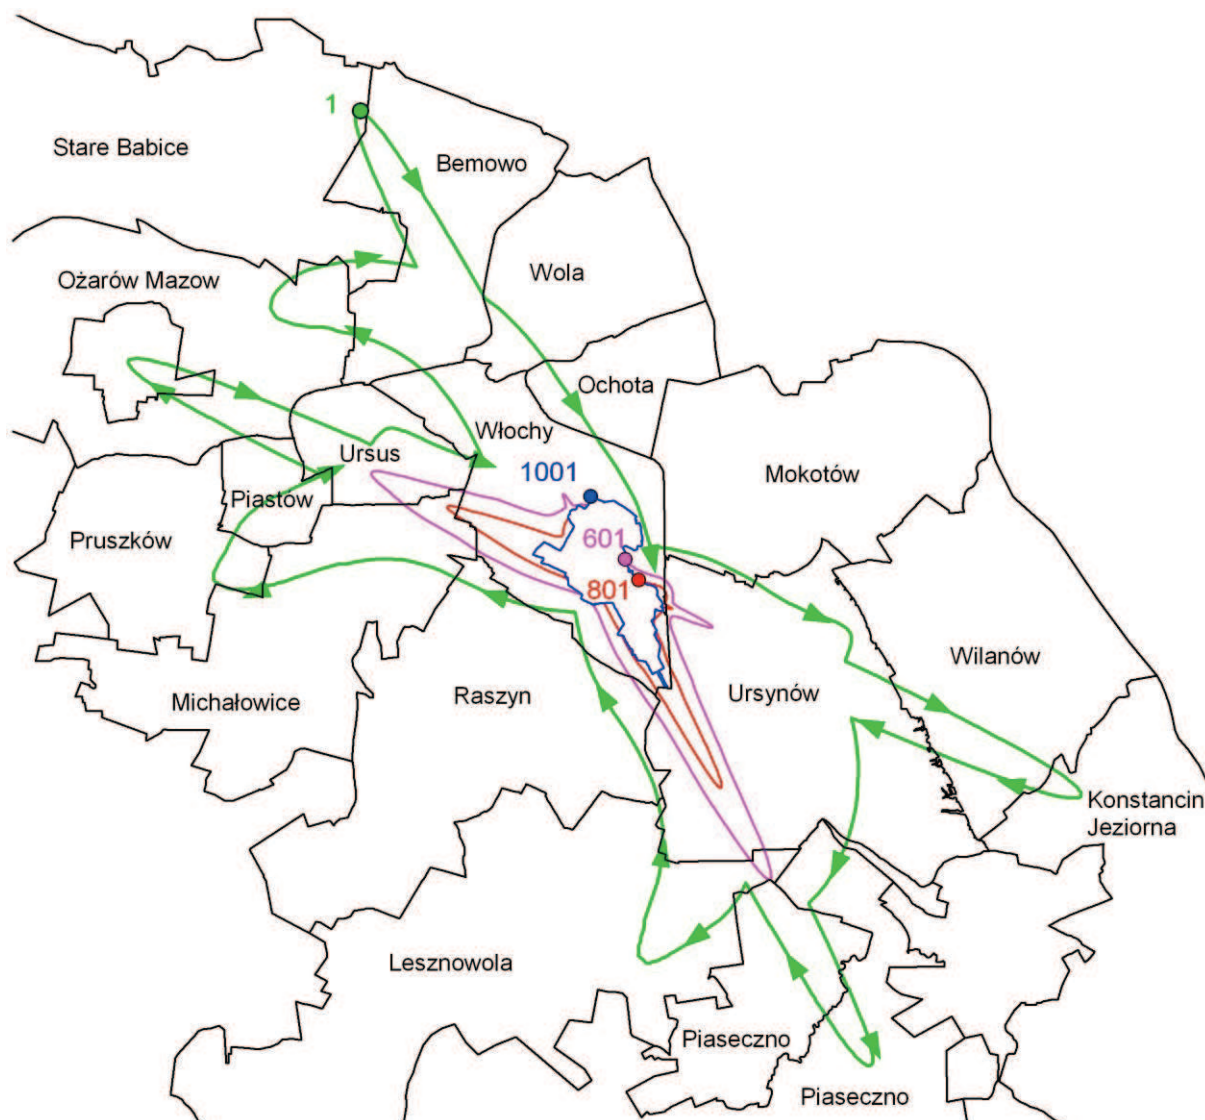 1
Stare Babice
Bemowo
Wola
Ożarów Mazow
Ochota
Włochy
Ursus
1001
Mokotów
Piastów
Pruszków
601
801
Wilanów
Michałowice
Raszyn
Ursynów
Konstancin
Jeziorna
Lesznowola
Piaseczno
Piaseczno